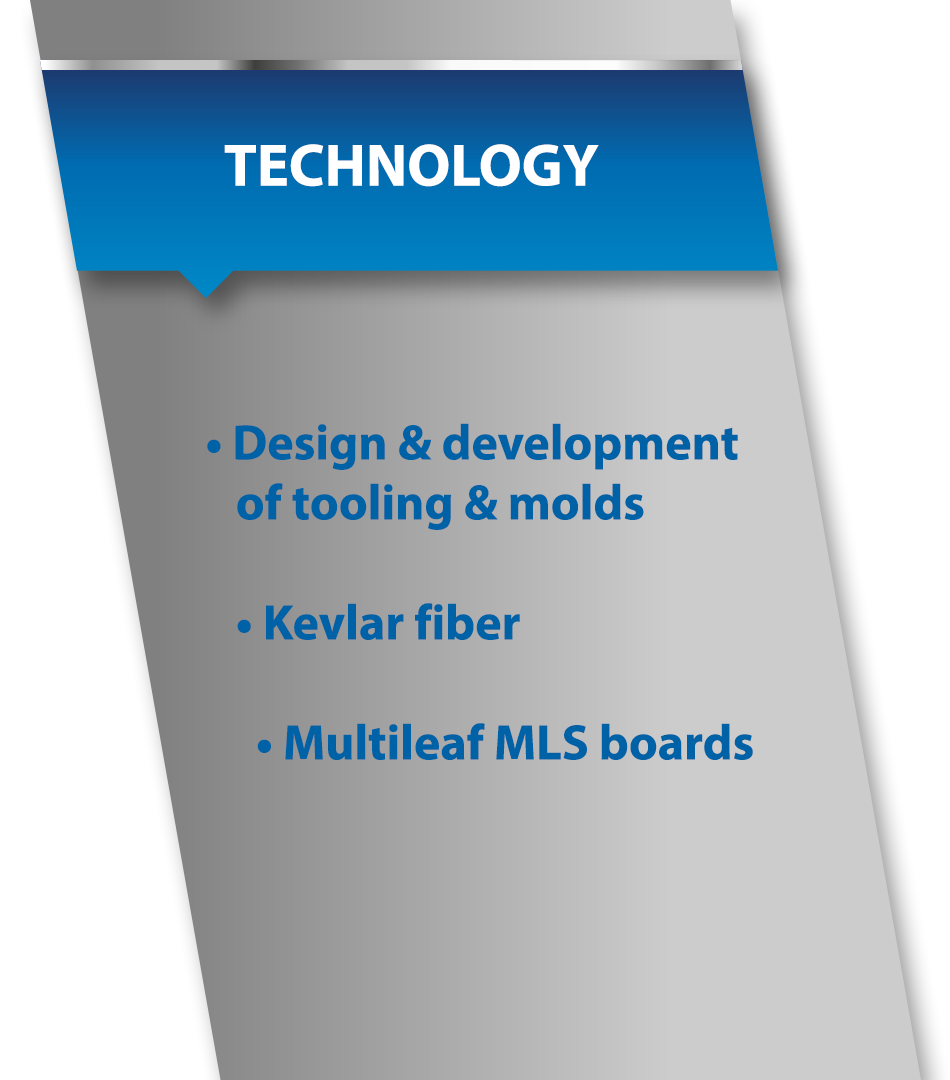 TECHNOLOGY
• Design & development
of tooling & molds
• Kevlar fiber
• Multileaf MLS boards